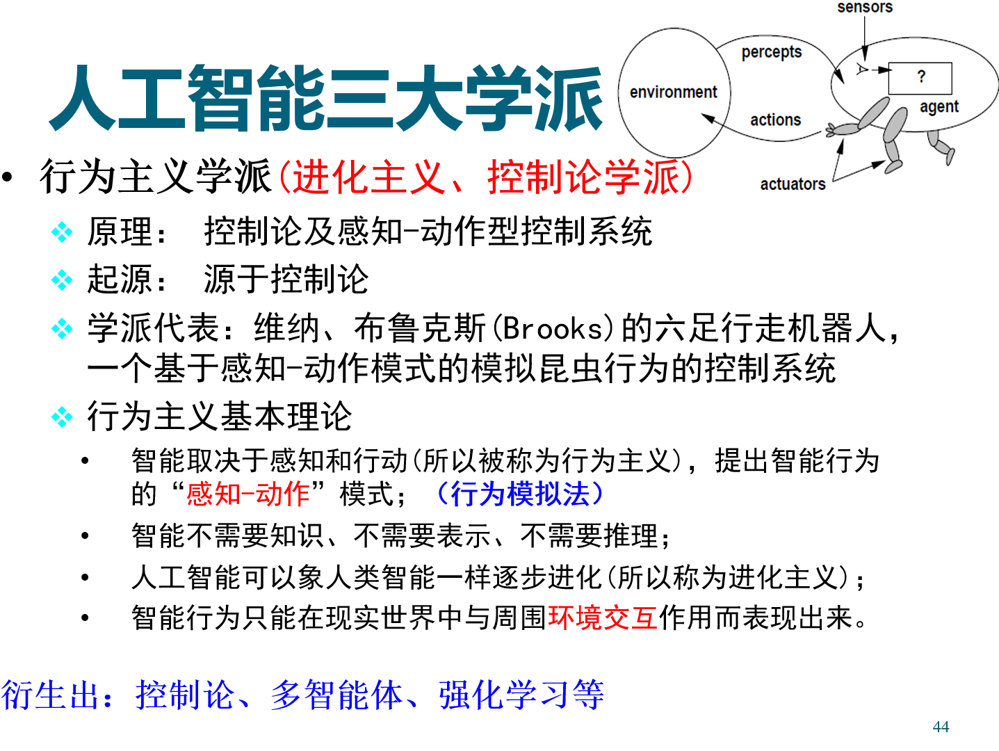 sensors
percepts
?
environment
agent
actions
actuators
人工智能三大学派
• 行为主义学派(进化主义、控制论学派)
❖ 原理： 控制论及感知-动作型控制系统
❖ 起源： 源于控制论
❖ 学派代表：维纳、布鲁克斯(Brooks)的六足行走机器人，
一个基于感知-动作模式的模拟昆虫行为的控制系统
❖ 行为主义基本理论
• 智能取决于感知和行动(所以被称为行为主义)，提出智能行为
的“感知-动作”模式；（行为模拟法）
• 智能不需要知识、不需要表示、不需要推理；
• 人工智能可以象人类智能一样逐步进化(所以称为进化主义)；
• 智能行为只能在现实世界中与周围环境交互作用而表现出来。
衍生出：控制论、多智能体、强化学习等
44